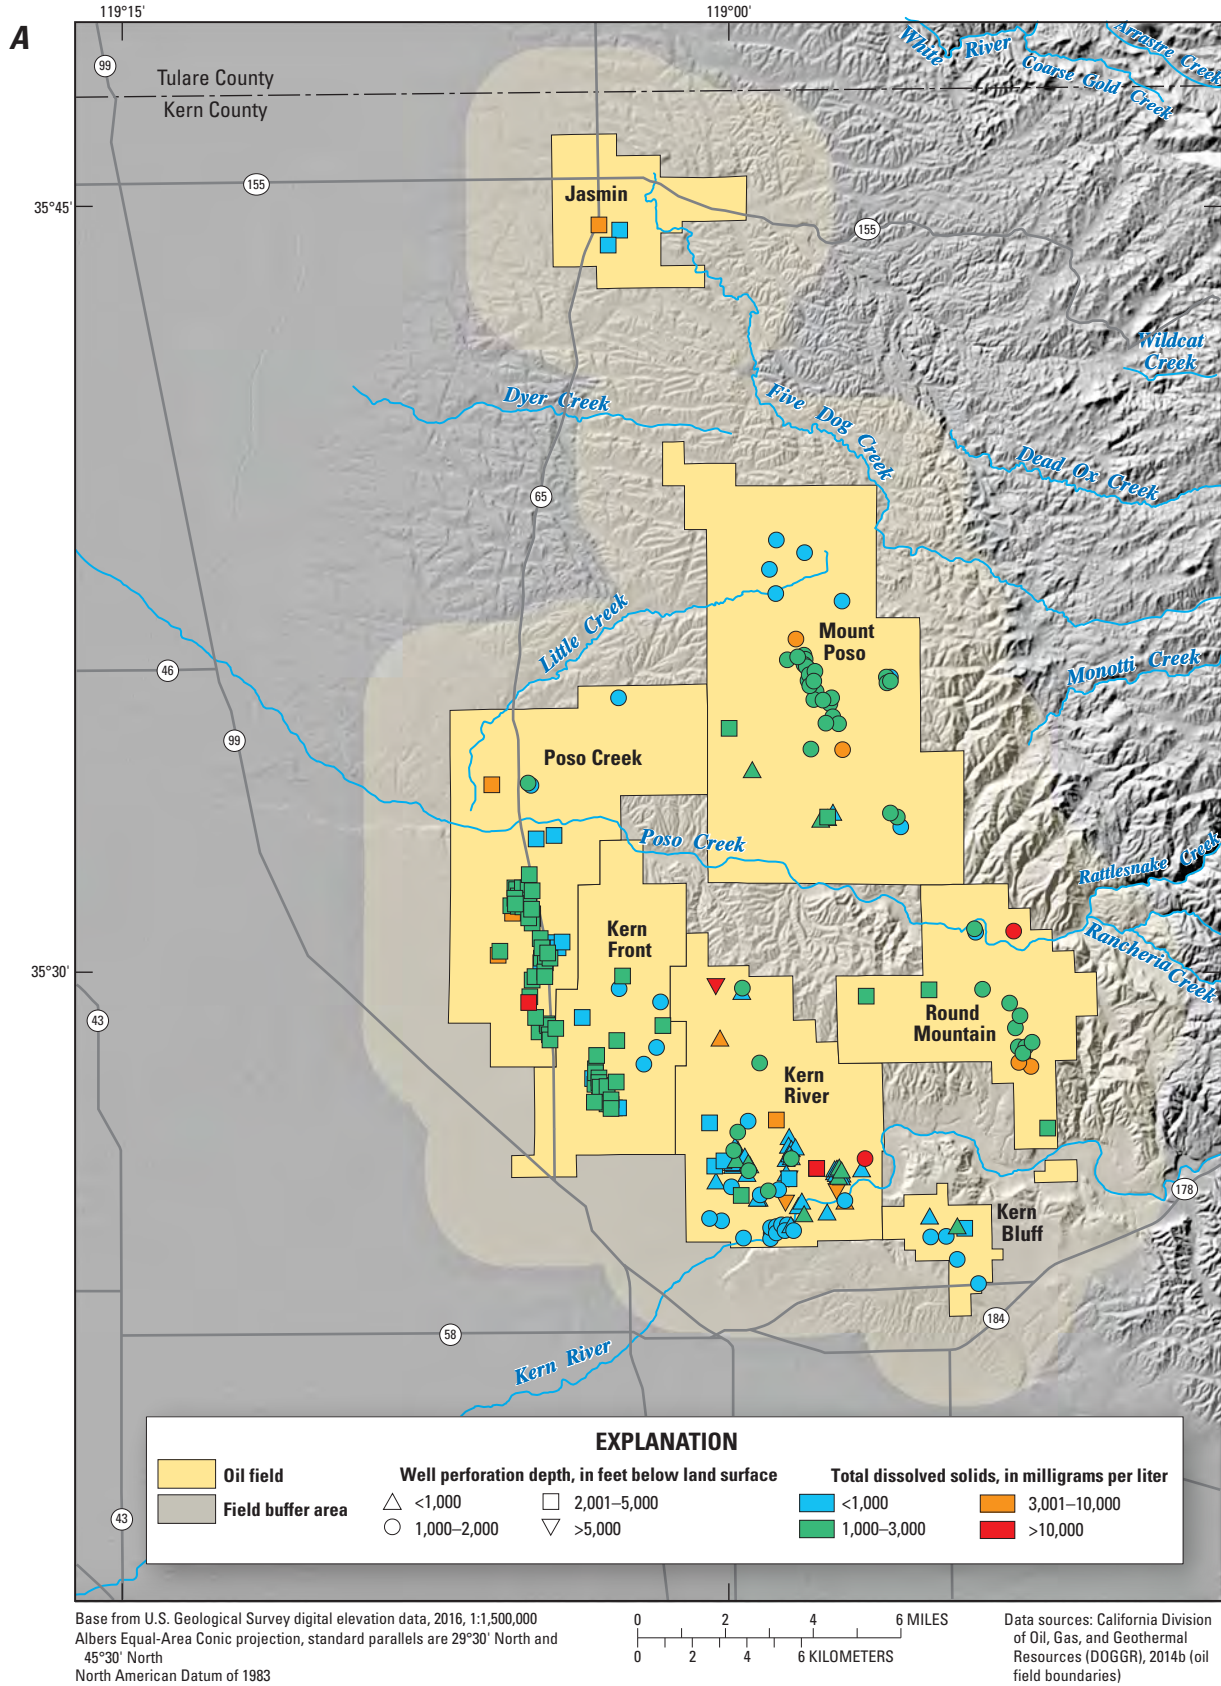 A
119°15'
119°00'
99
Tulare County
Kern County
White River
Arrastre Creek
Coarse Gold Creek
155
Jasmin
35°45'
155
Wildcat
Creek
Dyer Creek
Five Dog Creek
Dead Ox Creek
65
Little Creek
Mount
Poso
46
Monotti Creek
99
Poso Creek
Poso Creek
Rattlesnake Creek
Kern
Front
Rancheria Creek
35°30'
43
Round
Mountain
Kern
River
178
Kern
Bluff
184
58
Kern River
EXPLANATION
Oil field
Field buffer area
Well perforation depth, in feet below land surface
<1,000
2,001–5,000
1,000–2,000
>5,000
Total dissolved solids, in milligrams per liter
<1,000
3,001–10,000
1,000–3,000
>10,000
43
Base from U.S. Geological Survey digital elevation data, 2016, 1:1,500,000
Albers Equal-Area Conic projection, standard parallels are 29°30' North and
45°30' North
North American Datum of 1983
0 2 4 6 MILES
0 2 4 6 KILOMETERS
Data sources: California Division
of Oil, Gas, and Geothermal
Resources (DOGGR), 2014b (oil
field boundaries)